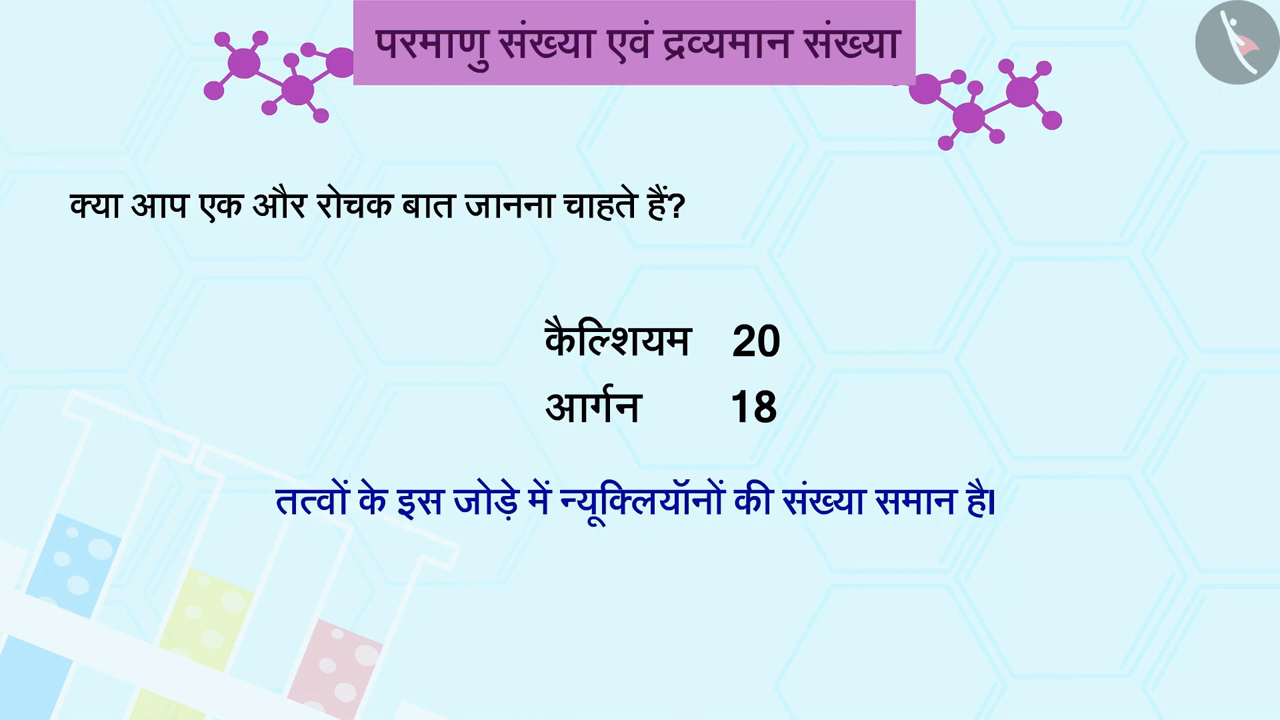 परमाणु संख्या एवं द्रव्यमान संख्या
क्या आप एक और रोचक बात जानना चाहते हैं?
कैल्शियम 20
आर्गन 18
तत्वों के इस जोड़े में न्यूक्लियॉनों की संख्या समान है।